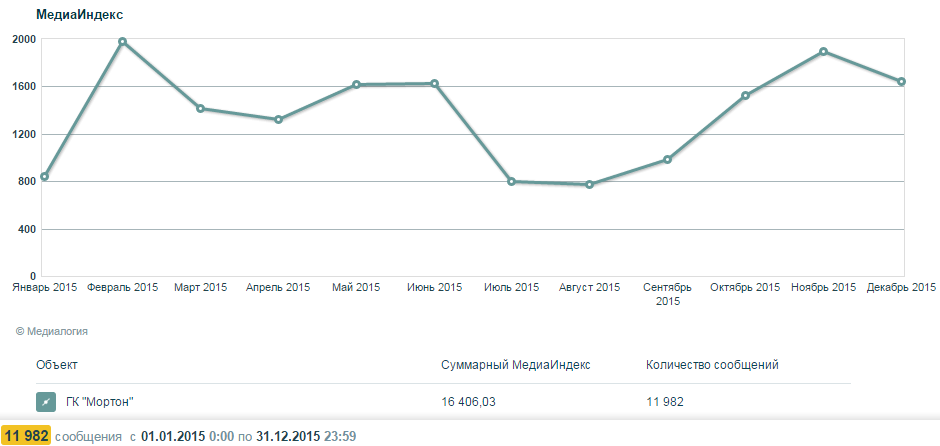 МедиаИндекс
2000
1600
1200
800
400
0
Январь 2015 Февраль 2015 Март 2015 Апрель 2015 Май 2015 Июнь 2015 Июль 2015 Август 2015 Сентябрь 2015 Октябрь 2015 Ноябрь 2015 Декабрь 2015
© Медиалогия
Объект Суммарный МедиаИндекс Количество сообщений
ГК "Мортон" 16 406,03 11 982
11 982 сообщения с 01.01.2015 0:00 по 31.12.2015 23:59